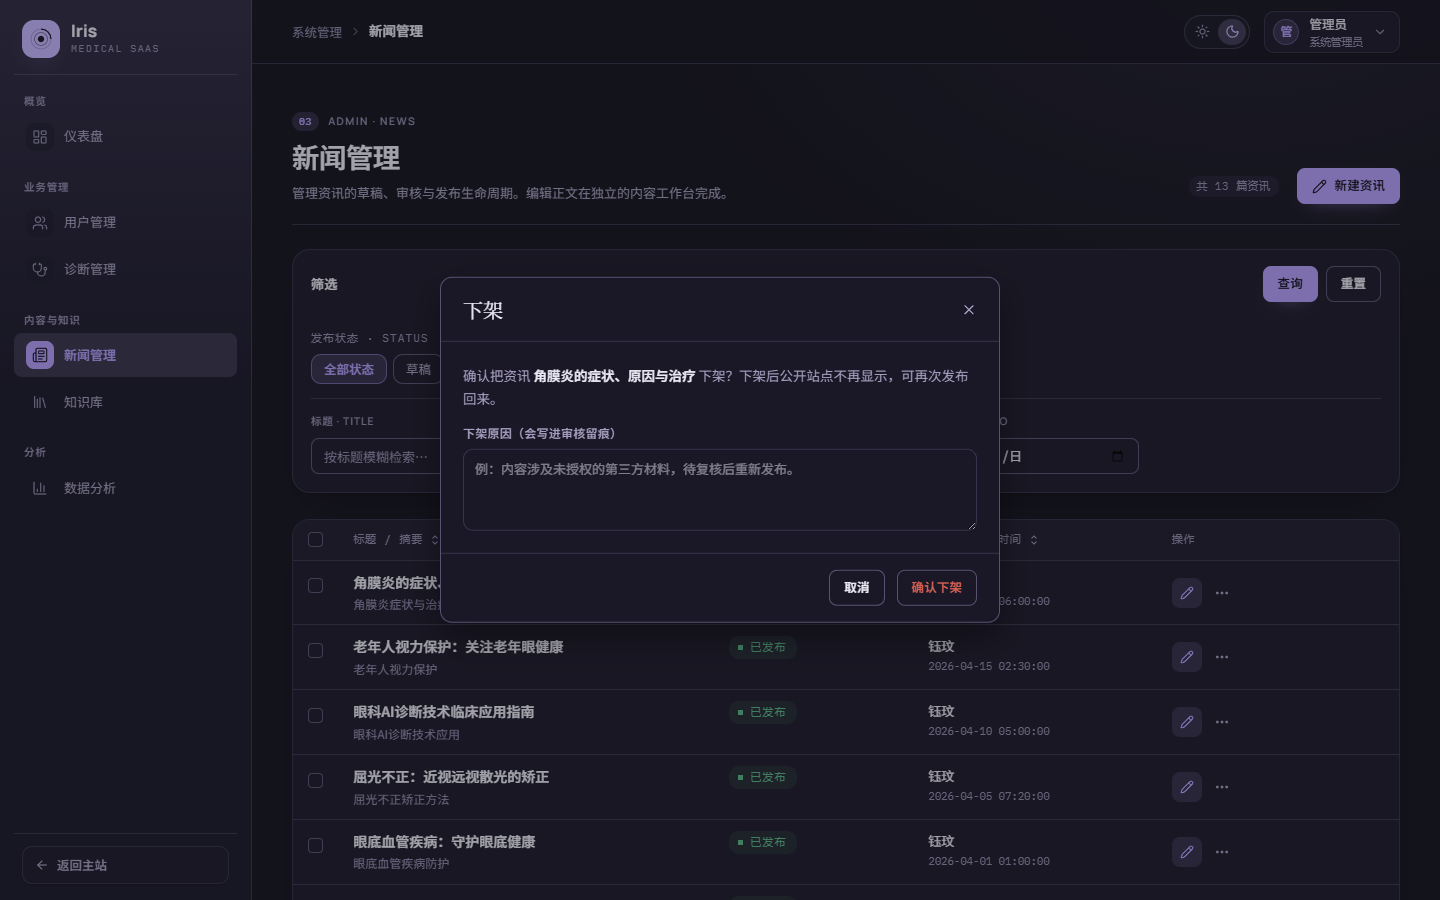 Iris
MEDICAL SAAS
概览
仪表盘
业务管理
用户管理
诊断管理
内容与知识
新闻管理
知识库
分析
数据分析
返回主站
系统管理
新闻管理
管
管理员
系统管理员
03
ADMIN · NEWS
新闻管理
管理资讯的草稿、审核与发布生命周期。编辑正文在独立的内容工作台完成。
共 13 篇资讯
新建资讯
筛选
查询
重置
发布状态 · STATUS
全部状态
草稿
标题 · TITLE
按标题模糊检索…
/日
下架
确认把资讯 角膜炎的症状、原因与治疗 下架？下架后公开站点不再显示，可再次发布
回来。
下架原因（会写进审核留痕）
例：内容涉及未授权的第三方材料，待复核后重新发布。
取消
确认下架
标题 / 摘要
时间
操作
角膜炎的症状、
角膜炎症状与治
06:00:00
老年人视力保护：关注老年眼健康
老年人视力保护
已发布
钰玟
2026-04-15 02:30:00
眼科AI诊断技术临床应用指南
眼科AI诊断技术应用
已发布
钰玟
2026-04-10 05:00:00
屈光不正：近视远视散光的矫正
屈光不正矫正方法
已发布
钰玟
2026-04-05 07:20:00
眼底血管疾病：守护眼底健康
眼底血管疾病防护
已发布
钰玟
2026-04-01 01:00:00